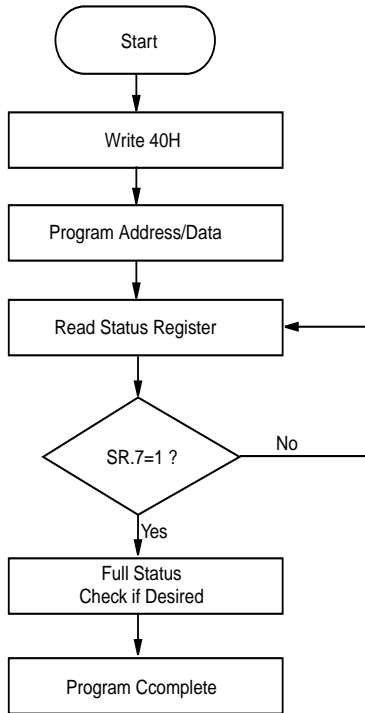 Start
Write 40H
Program Address/Data
Read Status Register
SR.7=1 ?
No
Yes
Full Status
Check if Desired
Program Ccomplete